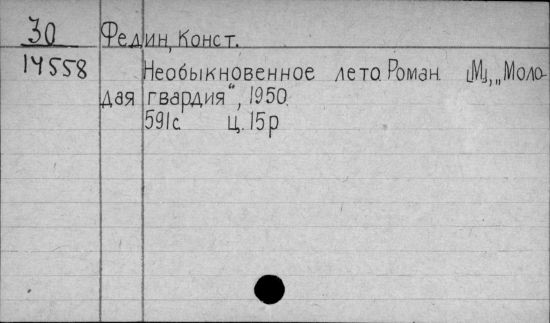 30
Федин, Конст.
14558
Необыкновенное лето. Роман. [М], „Моло-
дая гвардия“, 1950.
591с. ц. 15р